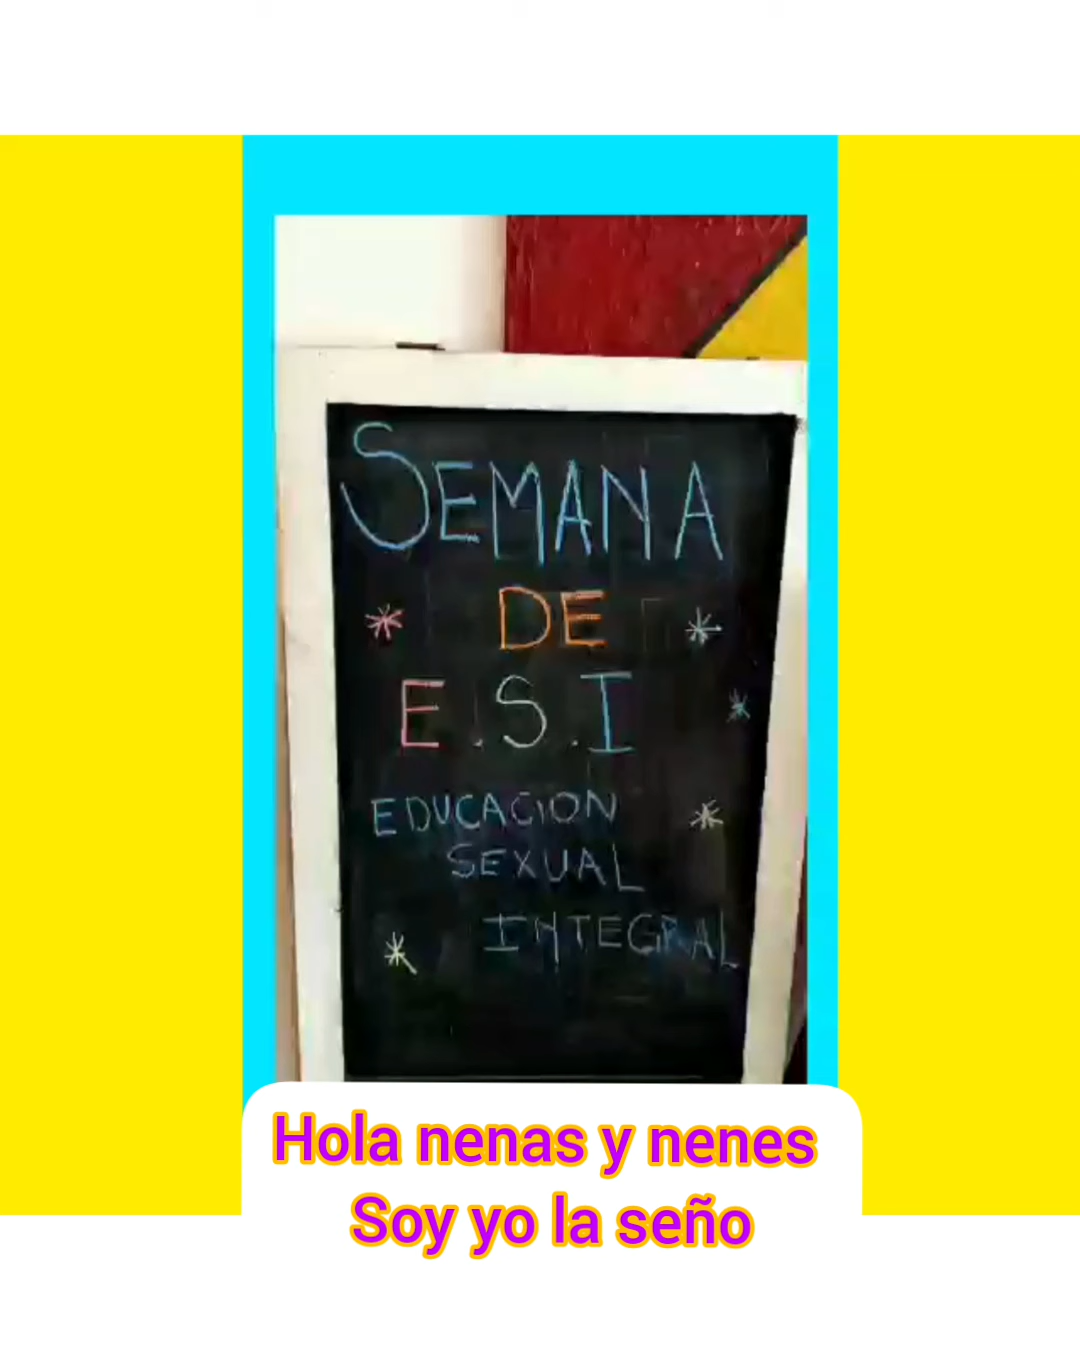 SEMANA
DE
E.S.I
EDUCACION
SEXUAL
INTEGRAL
Hola nenas y nenes
Soy yo la seño